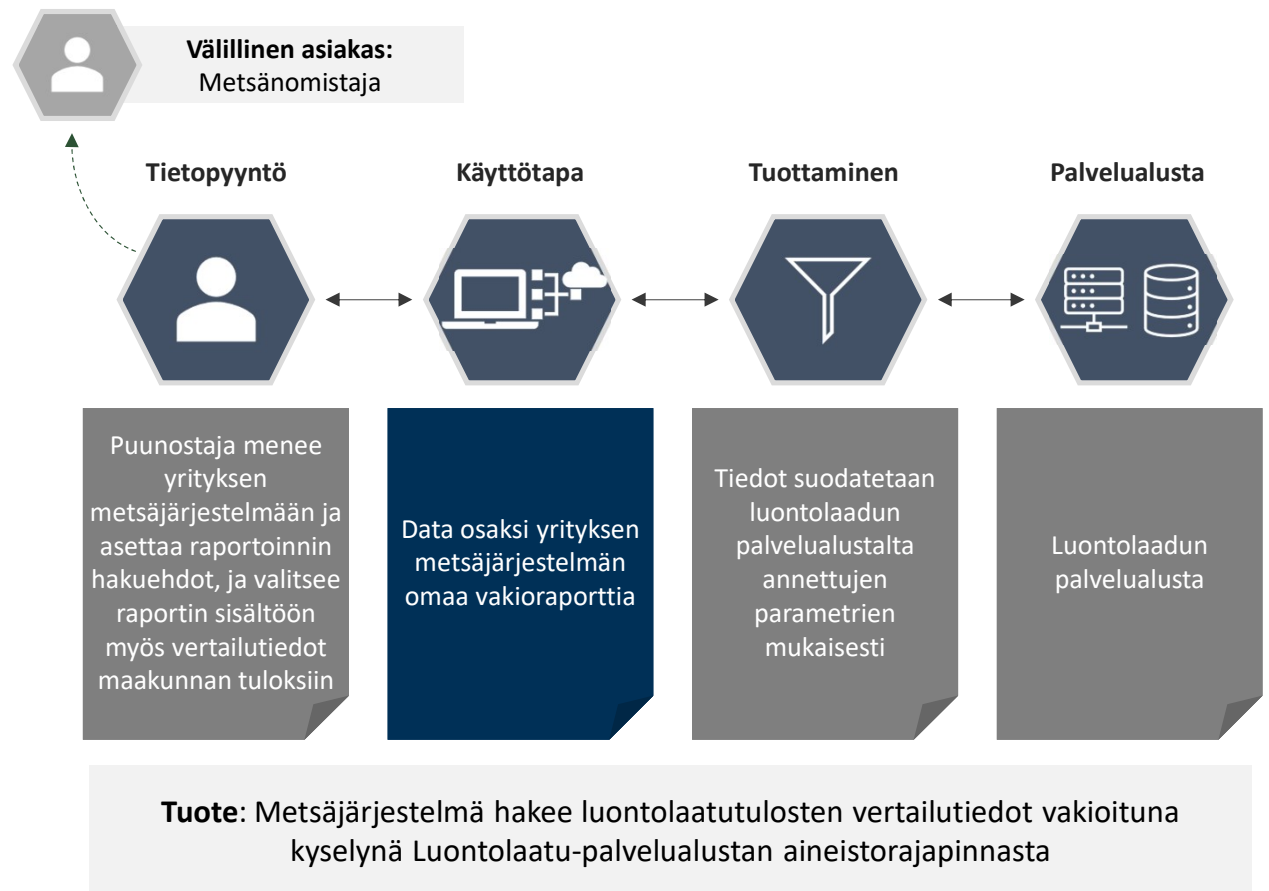 Välillinen asiakas:
Metsänomistaja
Tietopyyntö
Käyttötapa
Tuottaminen
Palvelualusta
Puunostaja menee
yrityksen
metsäjärjestelmään ja
asettaa raportoinnin
hakuehdot, ja valitsee
raportin sisältöön
myös vertailutiedot
maakunnan tuloksiin
Data osaksi yrityksen
metsäjärjestelmän
omaa vakioraporttia
Tiedot suodatetaan
luontolaadun
palvelualustalta
annettujen
parametrien
mukaisesti
Luontolaadun
palvelualusta
Tuote: Metsäjärjestelmä hakee luontolaatutulosten vertailutiedot vakioituna
kyselynä Luontolaatu-palvelualustan aineistorajapinnasta